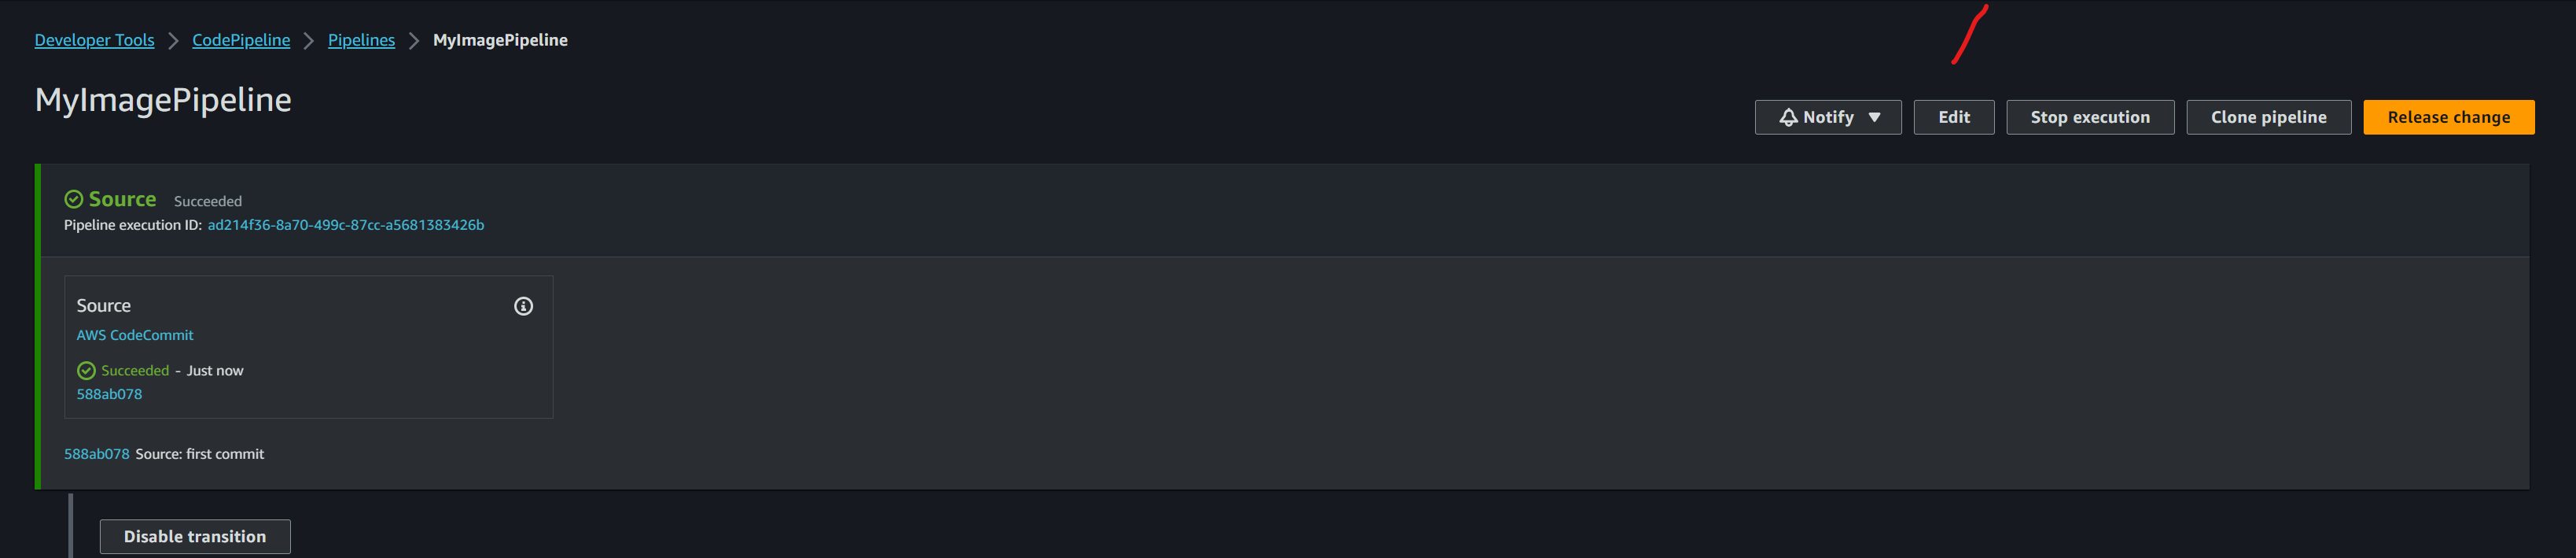 Developer Tools > CodePipeline > Pipelines > MyImagePipeline
MyImagePipeline
Notify ▼ Edit Stop execution Clone pipeline Release change
Source Succeeded
Pipeline execution ID: ad214f36-8a70-499c-87cc-a5681383426b
Source
AWS CodeCommit
Succeeded - Just now
588ab078
588ab078 Source: first commit
Disable transition